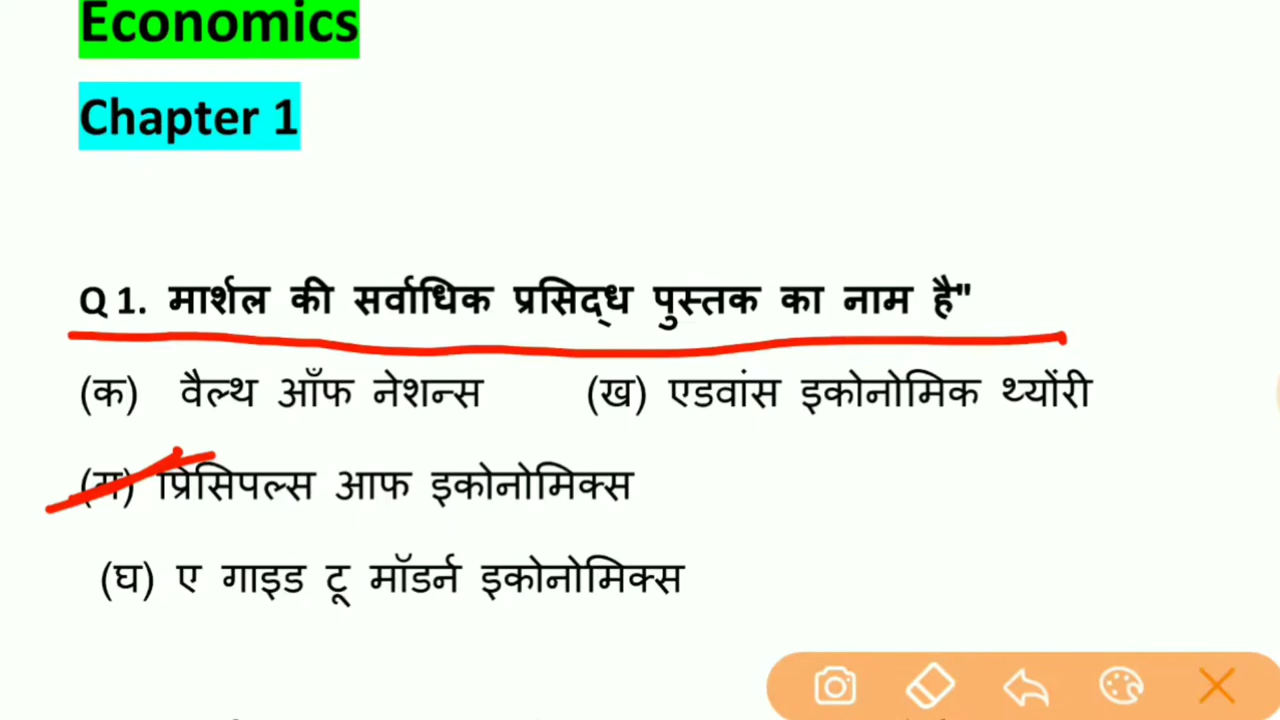 Economics
Chapter 1
Q 1. मार्शल की सर्वाधिक प्रसिद्ध पुस्तक का नाम है"
(क) वैल्थ ऑफ नेशन्स (ख) एडवांस इकोनोमिक थ्योंरी
(ग) प्रिसिपल्स आफ इकोनोमिक्स
(घ) ए गाइड टू मॉडर्न इकोनोमिक्स